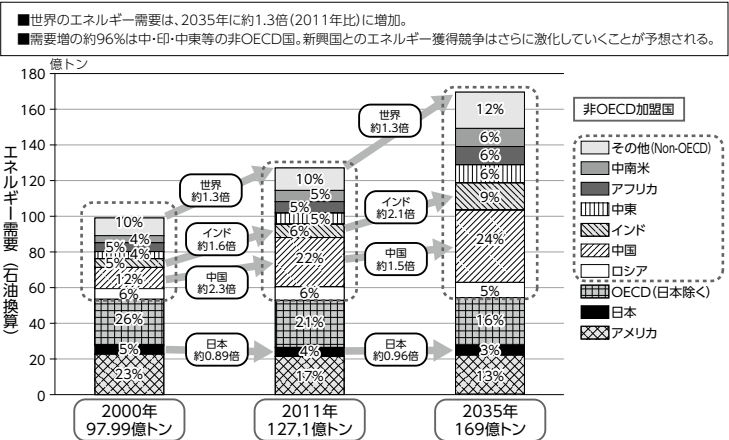 ■世界のエネルギー需要は、2035年に約1.3倍(2011年比)に増加。
■需要増の約96%は中・印・中東等の非OECD国。新興国とのエネルギー獲得競争はさらに激化していくことが予想される。
億トン
エネルギー需要（石油換算）
180
160
140
120
100
80
60
40
20
0
10%
4%
5%
4%
5%
12%
6%
26%
5%
23%
世界
約1.3倍
インド
約1.6倍
中国
約2.3倍
日本
約0.89倍
10%
5%
5%
5%
6%
22%
6%
21%
4%
17%
世界
約1.3倍
インド
約2.1倍
中国
約1.5倍
日本
約0.96倍
12%
6%
6%
6%
9%
24%
5%
16%
3%
13%
非OECD加盟国
その他(Non-OECD)
中南米
アフリカ
中東
インド
中国
ロシア
OECD(日本除く)
日本
アメリカ
2000年
97.99億トン
2011年
127,1億トン
2035年
169億トン